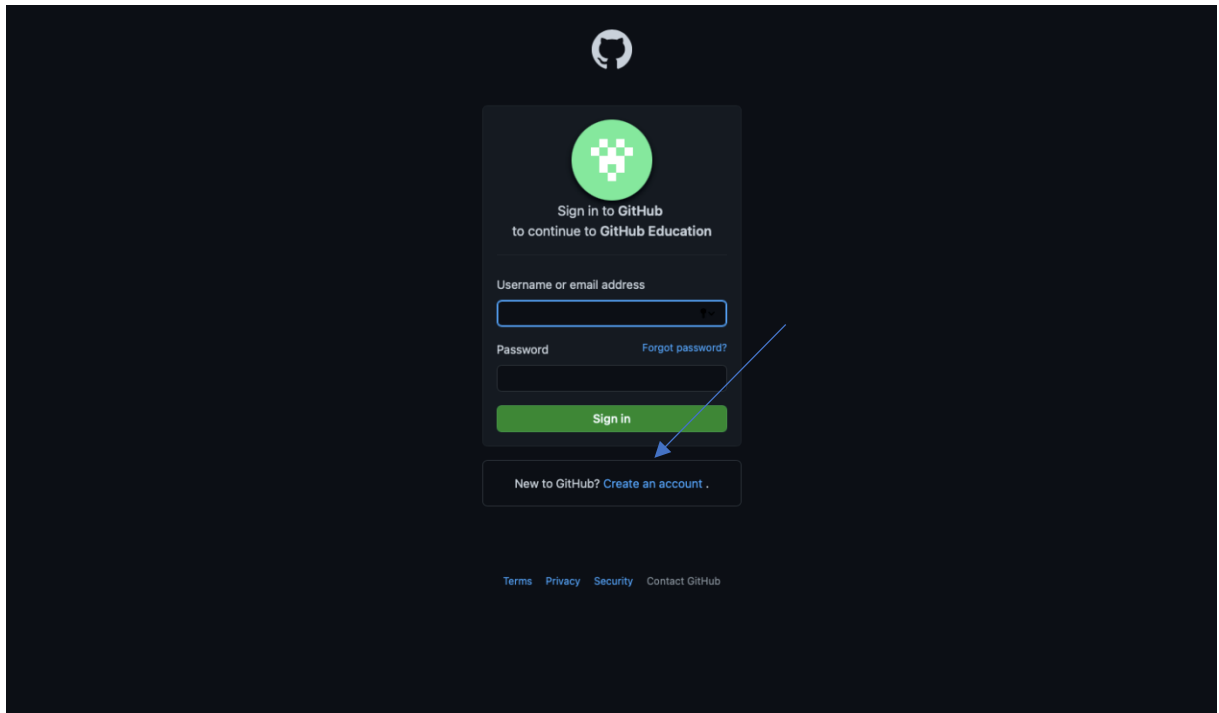 Sign in to GitHub
to continue to GitHub Education
Username or email address
Password Forgot password?
Sign in
New to GitHub? Create an account .
Terms Privacy Security Contact GitHub